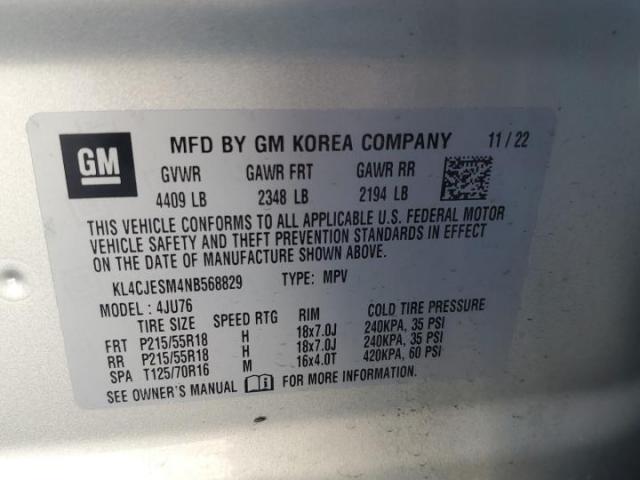 GM MFD BY GM KOREA COMPANY 11/22
GVWR GAWR FRT GAWR RR
4409 LB 2348 LB 2194 LB
THIS VEHICLE CONFORMS TO ALL APPLICABLE U.S. FEDERAL MOTOR
VEHICLE SAFETY AND THEFT PREVENTION STANDARDS IN EFFECT
ON THE DATE OF MANUFACTURE SHOWN ABOVE.
KL4CJESM4NB568829 TYPE: MPV
MODEL: 4JU76
TIRE SIZE SPEED RTG RIM COLD TIRE PRESSURE
FRT P215/55R18 H 18x7.0J 240KPA, 35 PSI
RR P215/55R18 H 18x7.0J 240KPA, 35 PSI
SPA T125/70R16 M 16x4.0T 420KPA, 60 PSI
SEE OWNER'S MANUAL FOR MORE INFORMATION.